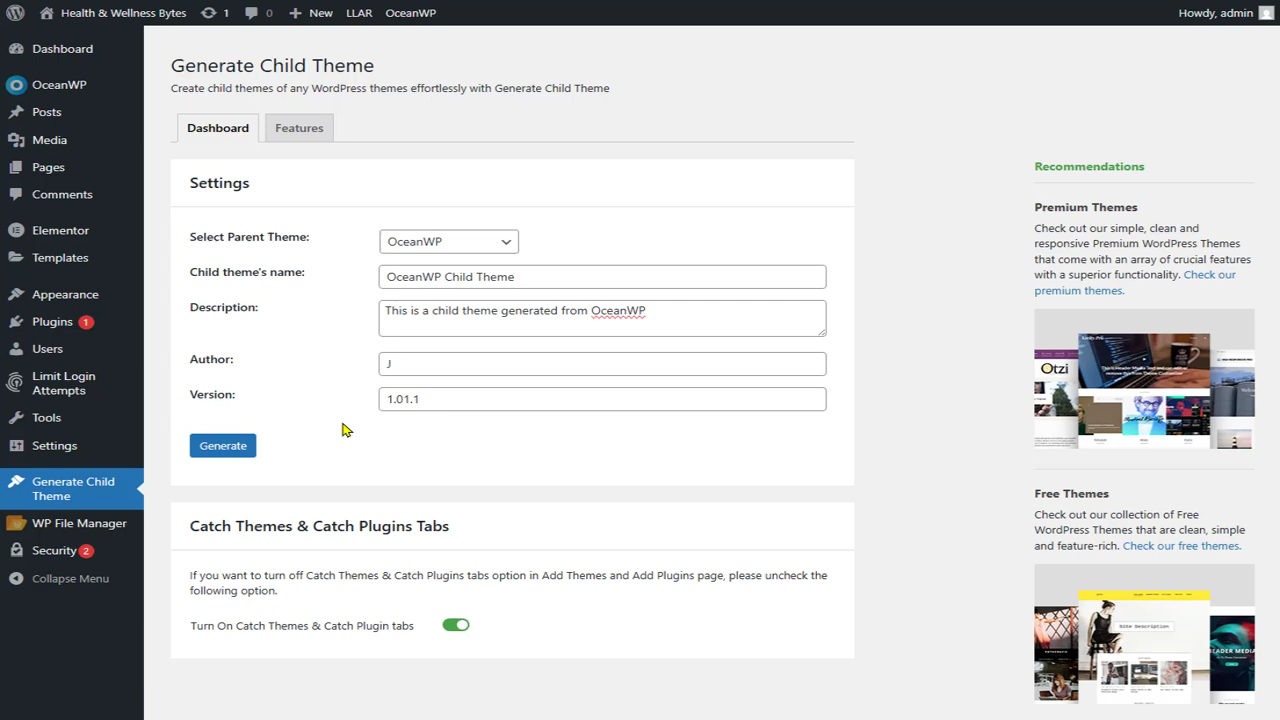 Health & Wellness Bytes 1 0 New LLAR OceanWP Howdy, admin
Dashboard
OceanWP
Posts
Media
Pages
Comments
Elementor
Templates
Appearance
Plugins 1
Users
Limit Login
Attempts
Tools
Settings
Generate Child
Theme
WP File Manager
Security 2
Collapse Menu
Generate Child Theme
Create child themes of any WordPress themes effortlessly with Generate Child Theme
Dashboard Features
Settings
Select Parent Theme: OceanWP
Child theme's name: OceanWP Child Theme
Description: This is a child theme generated from OceanWP
Author: J
Version: 1.01.1
Generate
Catch Themes & Catch Plugins Tabs
If you want to turn off Catch Themes & Catch Plugins tabs option in Add Themes and Add Plugins page, please uncheck the
following option.
Turn On Catch Themes & Catch Plugin tabs
Recommendations
Premium Themes
Check out our simple, clean and
responsive Premium WordPress Themes
that come with an array of crucial features
with a superior functionality. Check our
premium themes.
Otzi
Free Themes
Check out our collection of Free
WordPress Themes that are clean, simple
and feature-rich. Check our free themes.
Site Description
HEADER MEDIA